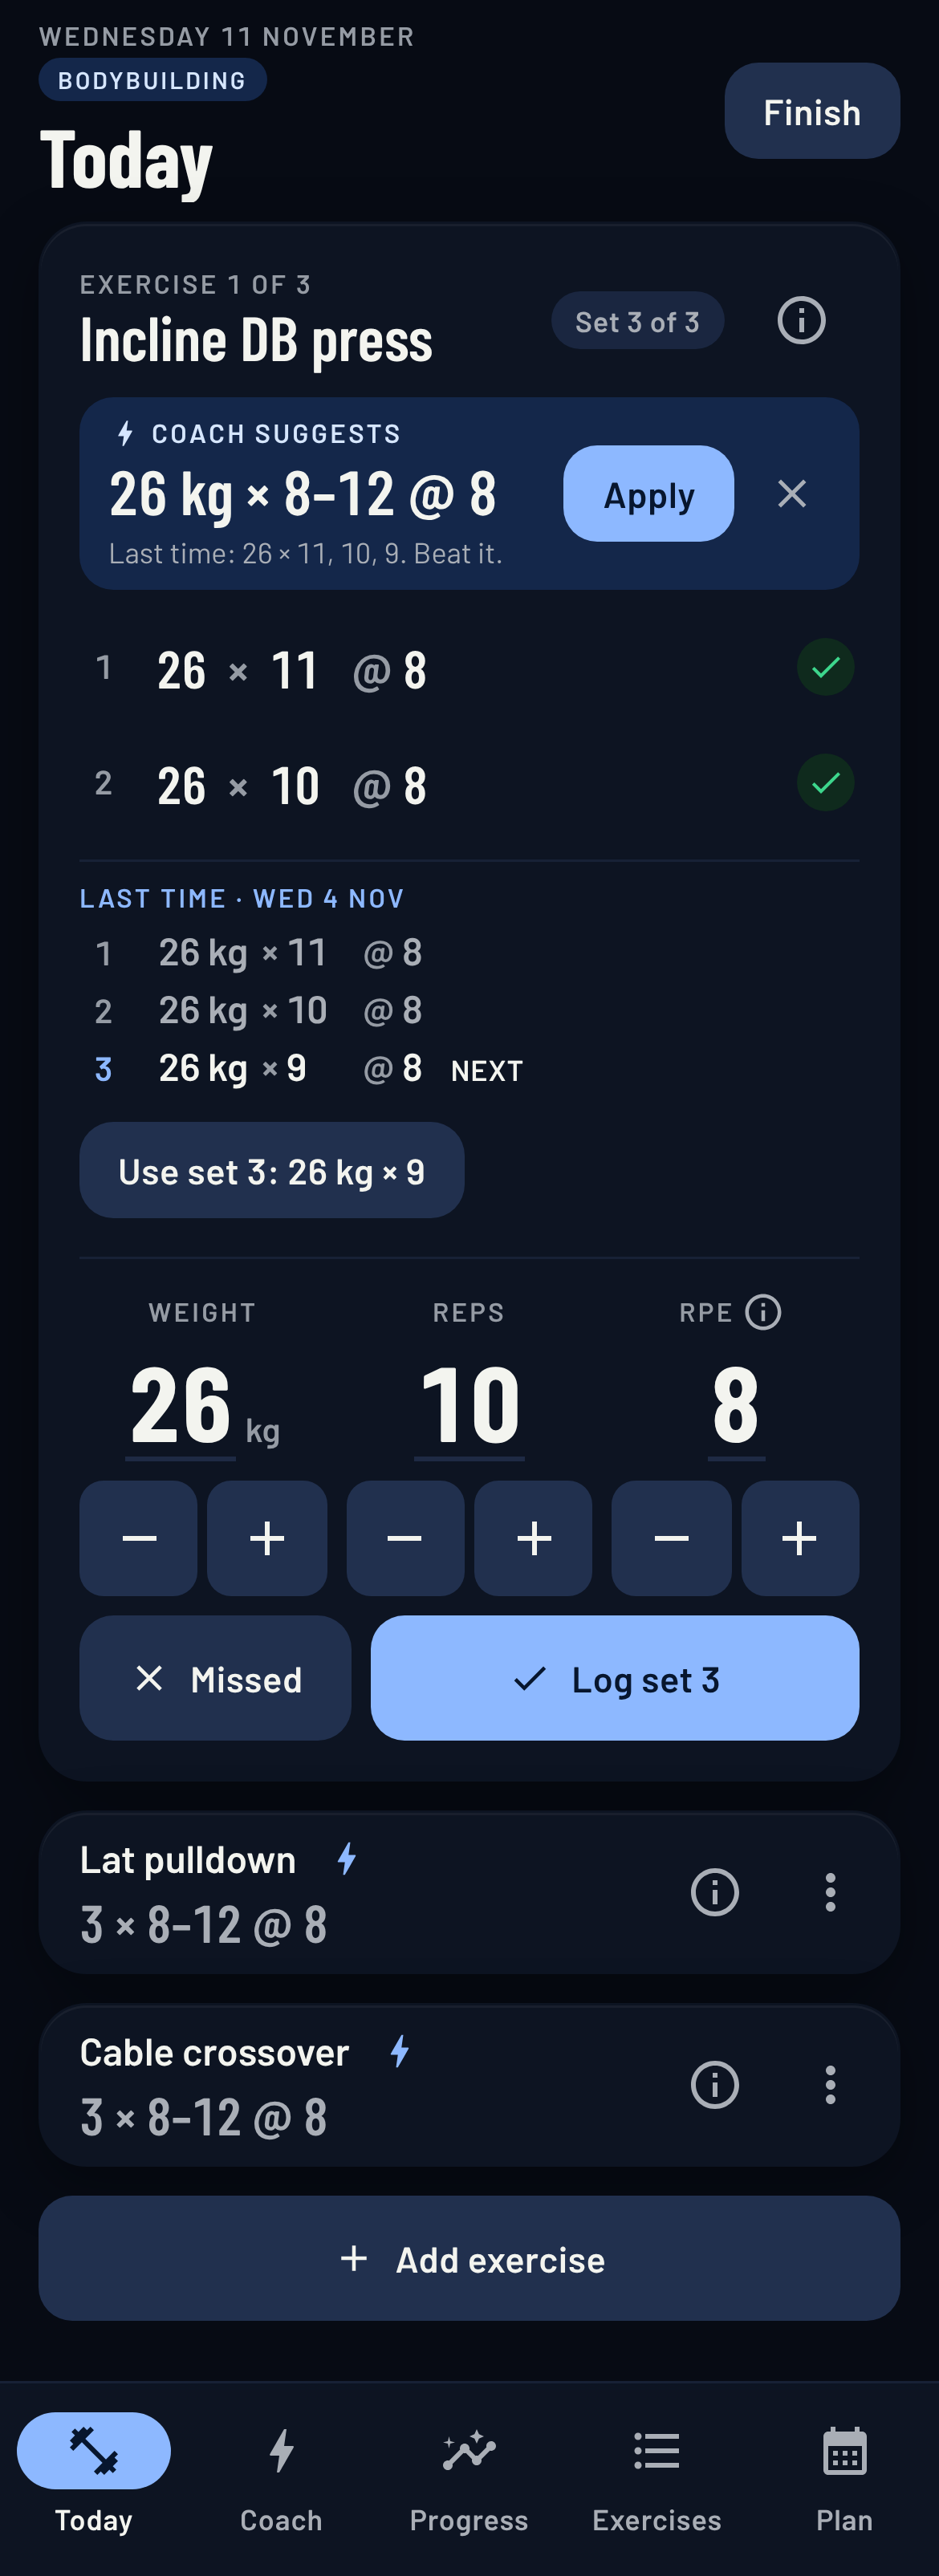 WEDNESDAY 11 NOVEMBER
BODYBUILDING
Today
Finish
EXERCISE 1 OF 3
Incline DB press
Set 3 of 3
COACH SUGGESTS
26 kg × 8–12 @ 8
Last time: 26 × 11, 10, 9. Beat it.
Apply
1 26 × 11 @ 8
2 26 × 10 @ 8
LAST TIME · WED 4 NOV
1 26 kg × 11 @ 8
2 26 kg × 10 @ 8
3 26 kg × 9 @ 8 NEXT
Use set 3: 26 kg × 9
WEIGHT REPS RPE
26 kg 10 8
Missed
Log set 3
Lat pulldown
3 × 8–12 @ 8
Cable crossover
3 × 8–12 @ 8
Add exercise
Today Coach Progress Exercises Plan